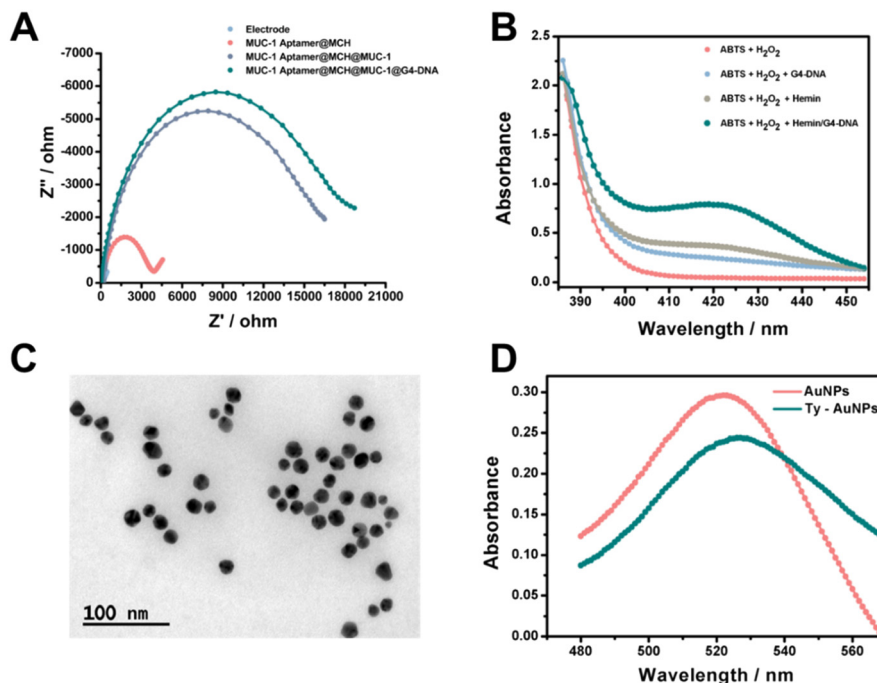 A
Electrode
MUC-1 Aptamer@MCH
MUC-1 Aptamer@MCH@MUC-1
MUC-1 Aptamer@MCH@MUC-1@G4-DNA
-7000
-6000
-5000
-4000
-3000
-2000
-1000
0
Z'' / ohm
0 3000 6000 9000 12000 15000 18000 21000
Z' / ohm
B
ABTS + H₂O₂
ABTS + H₂O₂ + G4-DNA
ABTS + H₂O₂ + Hemin
ABTS + H₂O₂ + Hemin/G4-DNA
2.5
2.0
1.5
1.0
0.5
0.0
Absorbance
390 400 410 420 430 440 450
Wavelength / nm
C
100 nm
D
AuNPs
Ty - AuNPs
0.30
0.25
0.20
0.15
0.10
0.05
0.00
Absorbance
480 500 520 540 560
Wavelength / nm